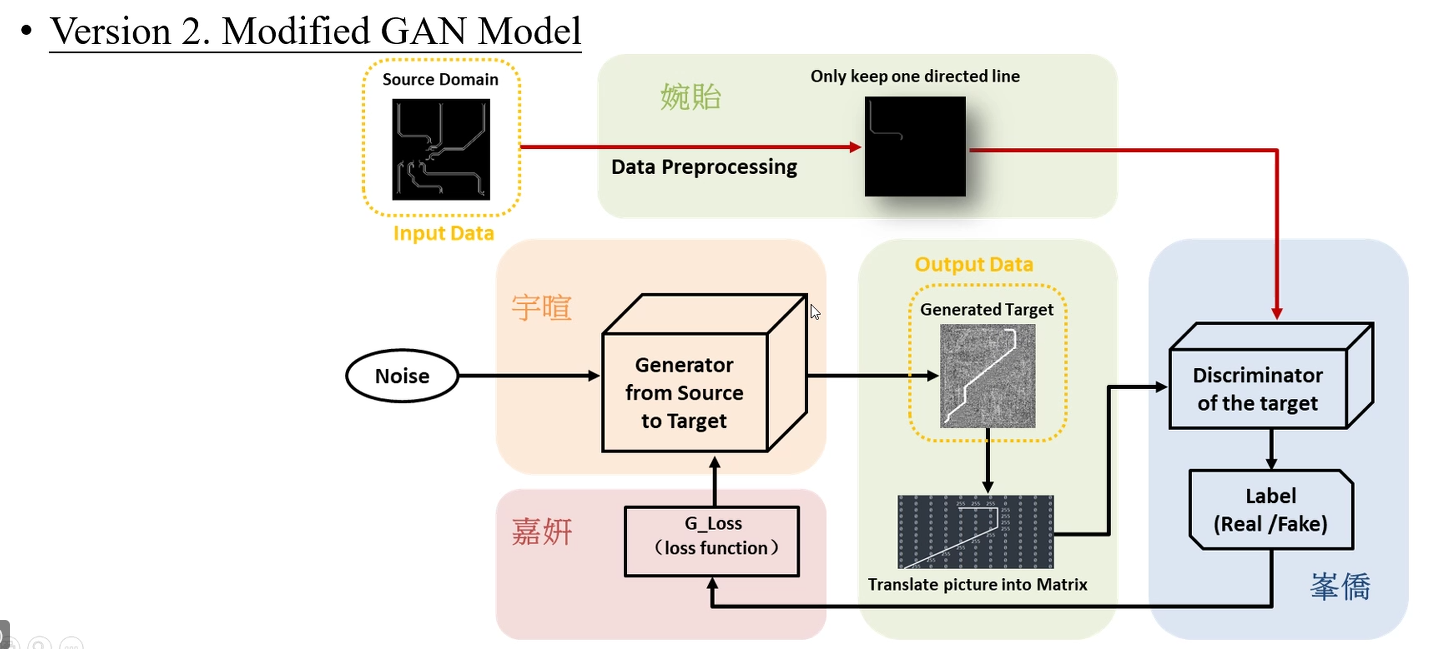 • Version 2. Modified GAN Model
Source Domain
Input Data
婉貽
Only keep one directed line
Data Preprocessing
宇暄
Noise
Generator
from Source
to Target
Output Data
Generated Target
Translate picture into Matrix
Discriminator
of the target
Label
(Real /Fake)
峯僑
嘉妍
G_Loss
（loss function）